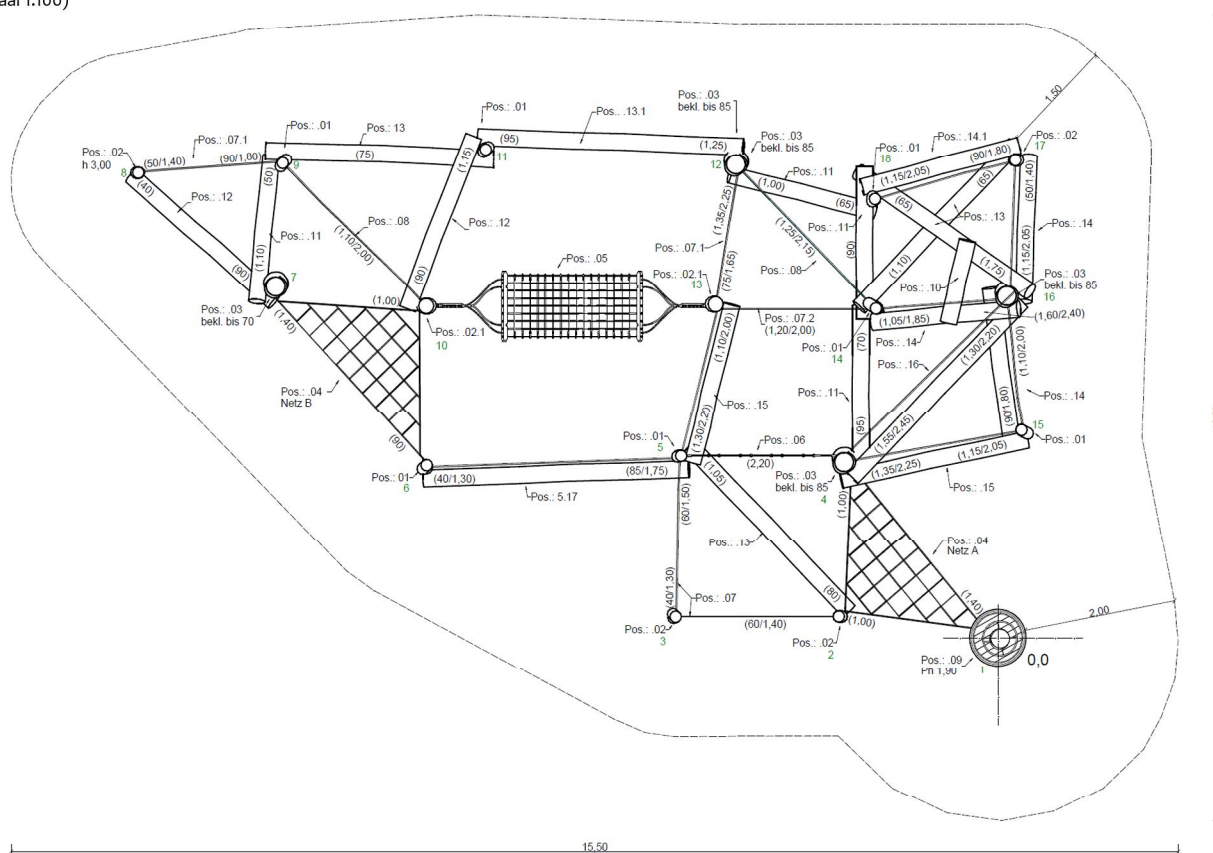 aal 1:100)
1,50
Pos.: .03
bekl. bis 85
Pos.: .01
Pos.: .13.1
Pos.: .01
Pos.: 13
Pos.: .07.1
Pos.: .02
h 3,00
8
(50/1,40)
(90/1,00)
(75)
9
(95)
(1,25)
11
(1,15)
Pos.: .03
bekl. bis 85
12
Pos.: .01
18
Pos.: .14.1
Pos.: .02
17
(90/1,80)
(1,15/2,05)
(65)
(40)
(50)
Pos.: .12
Pos.: .11
(1,10)
Pos.: .08
(1,10/2,00)
Pos.: .12
(1,00)
Pos.: .11
(65)
(65)
Pos.: .13
(50/1,40)
Pos.: .14
(1,35/2,25)
(1,25/2,15)
Pos.: .11
(90)
(1,10)
(1,75)
(1,15/2,05)
Pos.: .07.1
Pos.: .08
Pos.: .05
Pos.: .02.1
13
(75/1,65)
Pos.: .10
Pos.: .03
bekl. bis 85
16
(90)
7
(1,00)
(90)
Pos.: .03
bekl. bis 70
(1,40)
Pos.: .02.1
10
Pos.: .07.2
(1,20/2,00)
(1,05/1,85)
(1,60/2,40)
Pos.: .01
14
Pos.: .14
(70)
(1,10/2,00)
(1,30/2,20)
(1,10/2,00)
Pos.: .16
Pos.: .04
Netz B
Pos.: .15
Pos.: .11
Pos.: .14
(90)
(90/1,80)
Pos.: .01
5
(1,30/2,20)
Pos.: .06
(2,20)
(95)
(1,55/2,45)
15
Pos.: .01
(1,15/2,05)
(1,35/2,25)
Pos.: .15
Pos.: .01
6
(40/1,30)
(85/1,75)
Pos.: 5.17
(1,05)
Pos.: .03
bekl. bis 85
4
(1,00)
(60/1,50)
Pos.: .13
Pos.: .04
Netz A
(40/1,30)
Pos.: .07
(80)
(1,40)
Pos.: .02
3
(60/1,40)
Pos.: .02
2
(1,00)
2,00
Pos.: .09
Ph 1,90
1
0,0
15,50